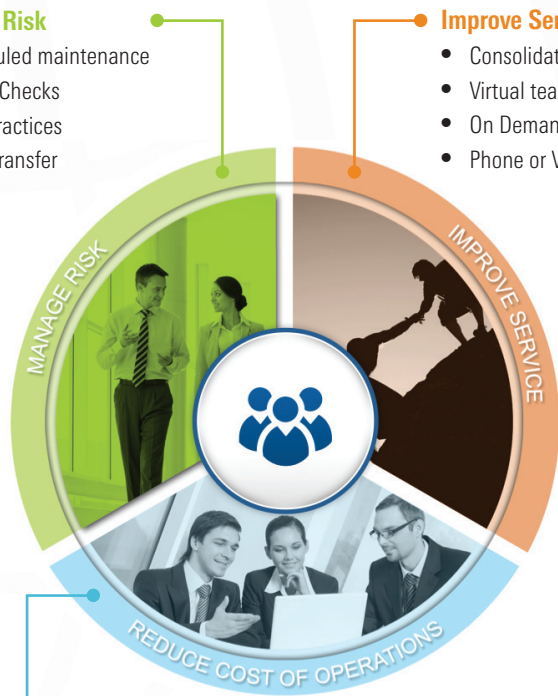 Risk
uled maintenance
Checks
ractices
ransfer
Improve Ser
• Consolidat
• Virtual tea
• On Deman
• Phone or V
MANAGE RISK
IMPROVE SERVICE
REDUCE COST OF OPERATIONS